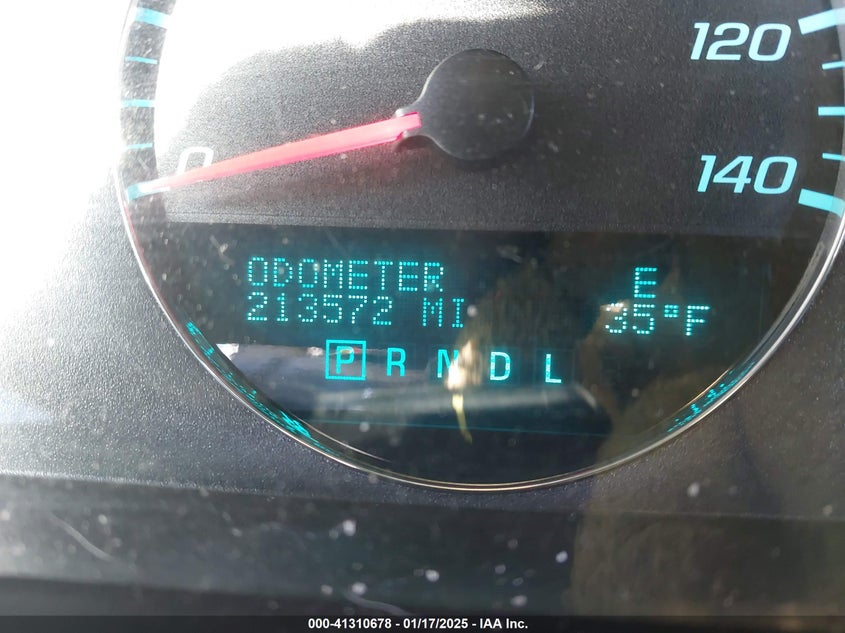 120
0
140
ODOMETER
E
213572 MI
35°F
P R N D L
000-41310678 - 01/17/2025 - IAA Inc.